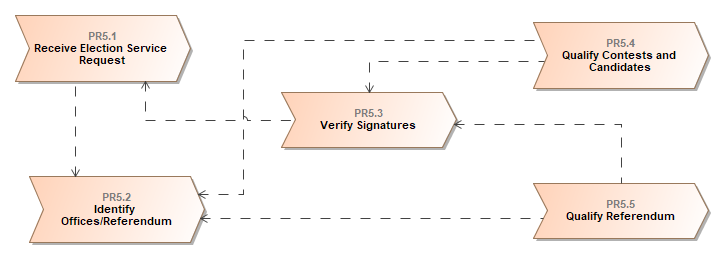 PR5.1
Receive Election Service
Request
PR5.4
Qualify Contests and
Candidates
PR5.3
Verify Signatures
PR5.2
Identify
Offices/Referendum
PR5.5
Qualify Referendum